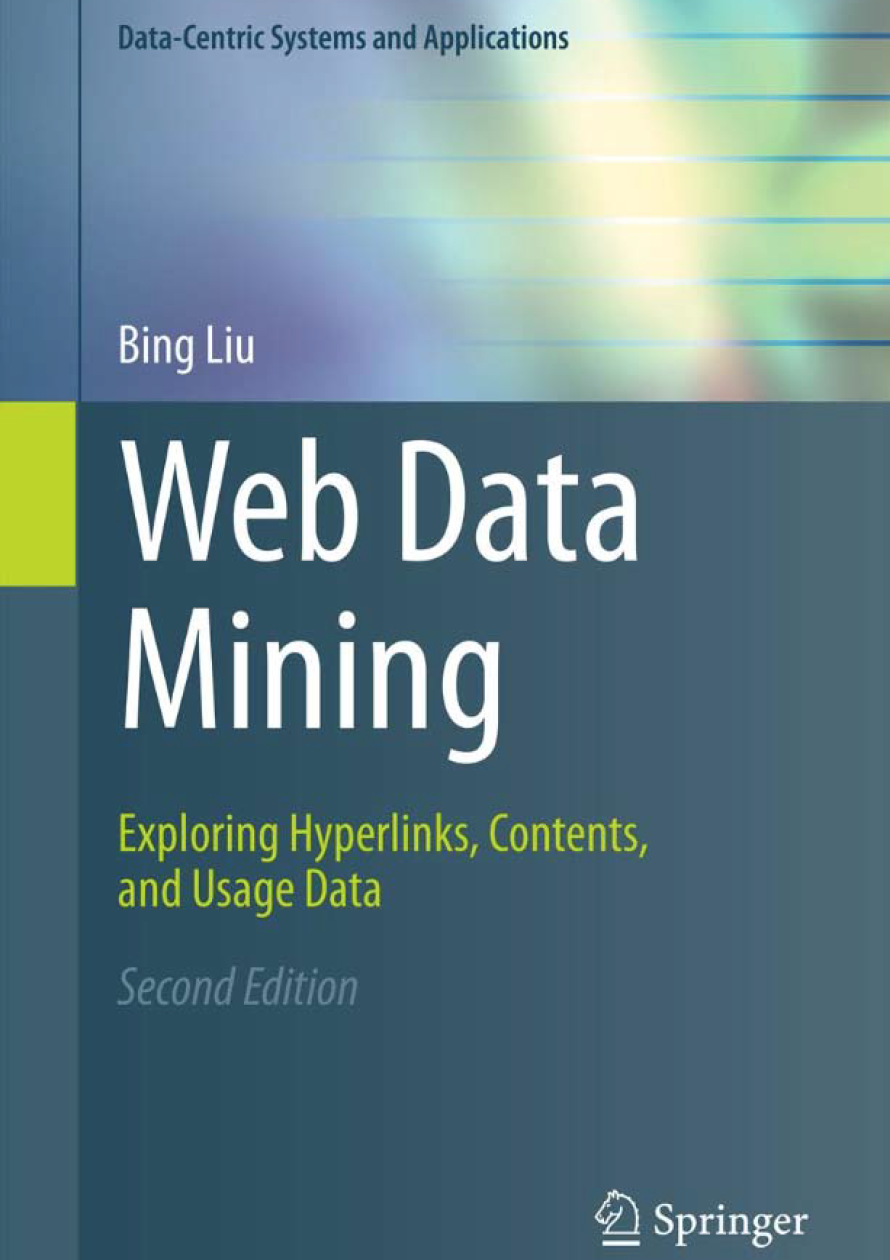 Data-Centric Systems and Applications
Bing Liu
Web Data
Mining
Exploring Hyperlinks, Contents,
and Usage Data
Second Edition
Springer